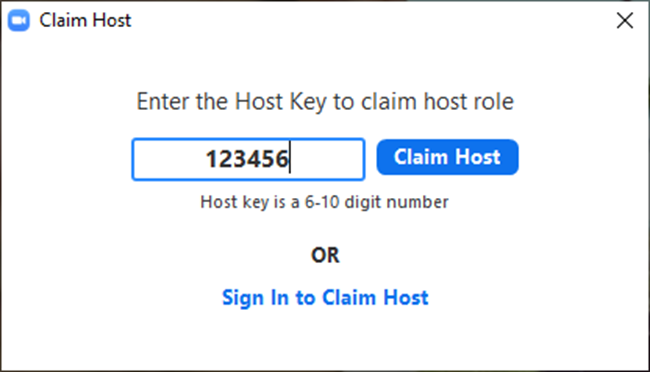 Claim Host
Enter the Host Key to claim host role
123456
Claim Host
Host key is a 6-10 digit number
OR
Sign In to Claim Host